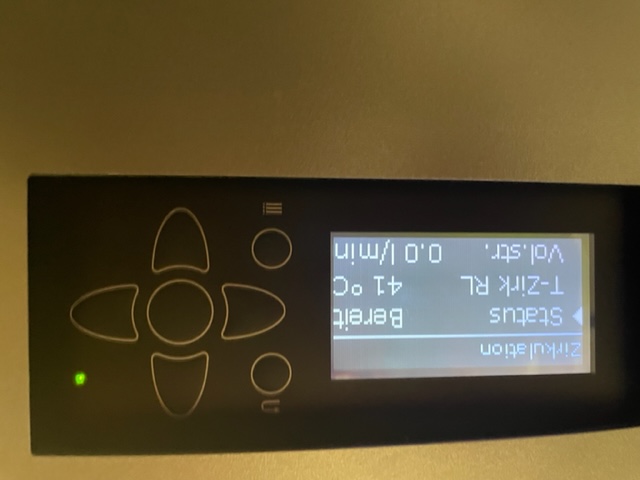 Zirkulation
Status Bereit
T-Zirk RL 41 °C
Vol.str. 0.0 l/min